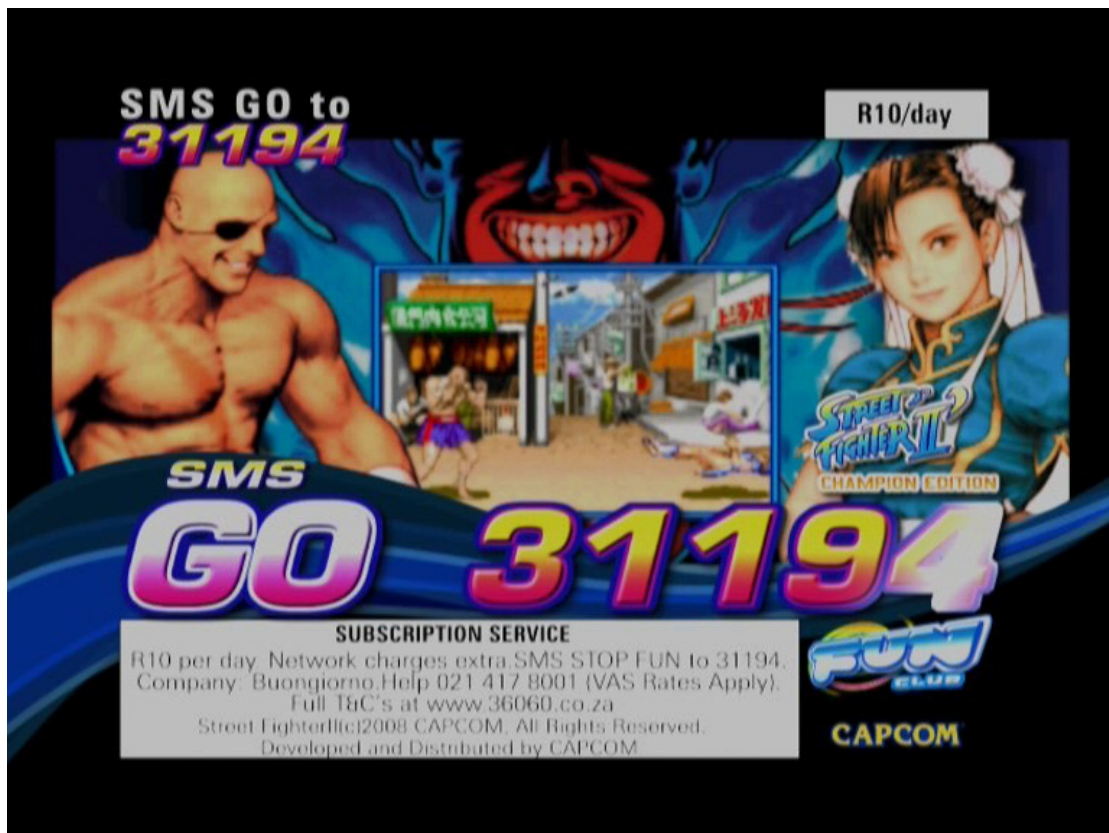 SMS GO to
31194
R10/day
STREET FIGHTER II'
CHAMPION EDITION
SMS
GO 31194
SUBSCRIPTION SERVICE
R10 per day. Network charges extra.SMS STOP FUN to 31194.
Company: Buongiorno.Help 021 417 8001 (VAS Rates Apply).
Full T&C's at www.36060.co.za
Street FighterII(c)2008 CAPCOM, All Rights Reserved.
Developed and Distributed by CAPCOM
FUN
CLUB
CAPCOM